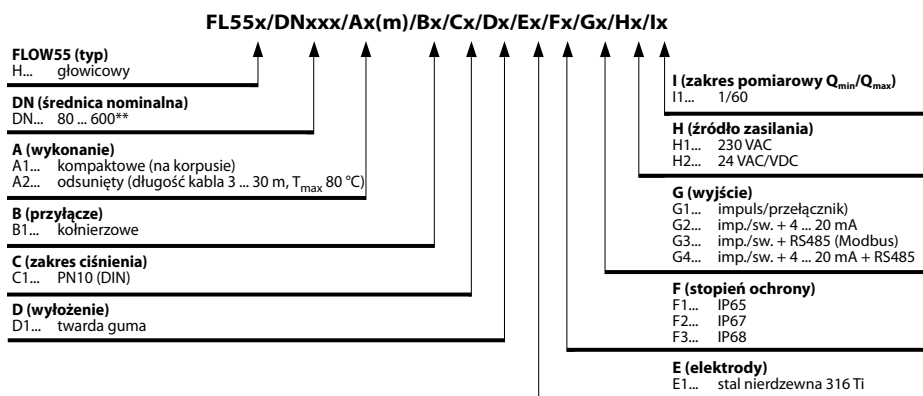 FL55x/DNxxx/Ax(m)/Bx/Cx/Dx/Ex/Fx/Gx/Hx/Ix
FLOW55 (typ)
H... głowicowy
DN (średnica nominalna)
DN... 80 ... 600**
A (wykonanie)
A1... kompaktowe (na korpusie)
A2... odsunięty (długość kabla 3 ... 30 m, Tmax 80 °C)
B (przyłącze)
B1... kołnierzowe
C (zakres ciśnienia)
C1... PN10 (DIN)
D (wyłożenie)
D1... twarda guma
I (zakres pomiarowy Qmin/Qmax)
I1... 1/60
H (źródło zasilania)
H1... 230 VAC
H2... 24 VAC/VDC
G (wyjście)
G1... impuls/przełącznik)
G2... imp./sw. + 4 ... 20 mA
G3... imp./sw. + RS485 (Modbus)
G4... imp./sw. + 4 ... 20 mA + RS485
F (stopień ochrony)
F1... IP65
F2... IP67
F3... IP68
E (elektrody)
E1... stal nierdzewna 316 Ti